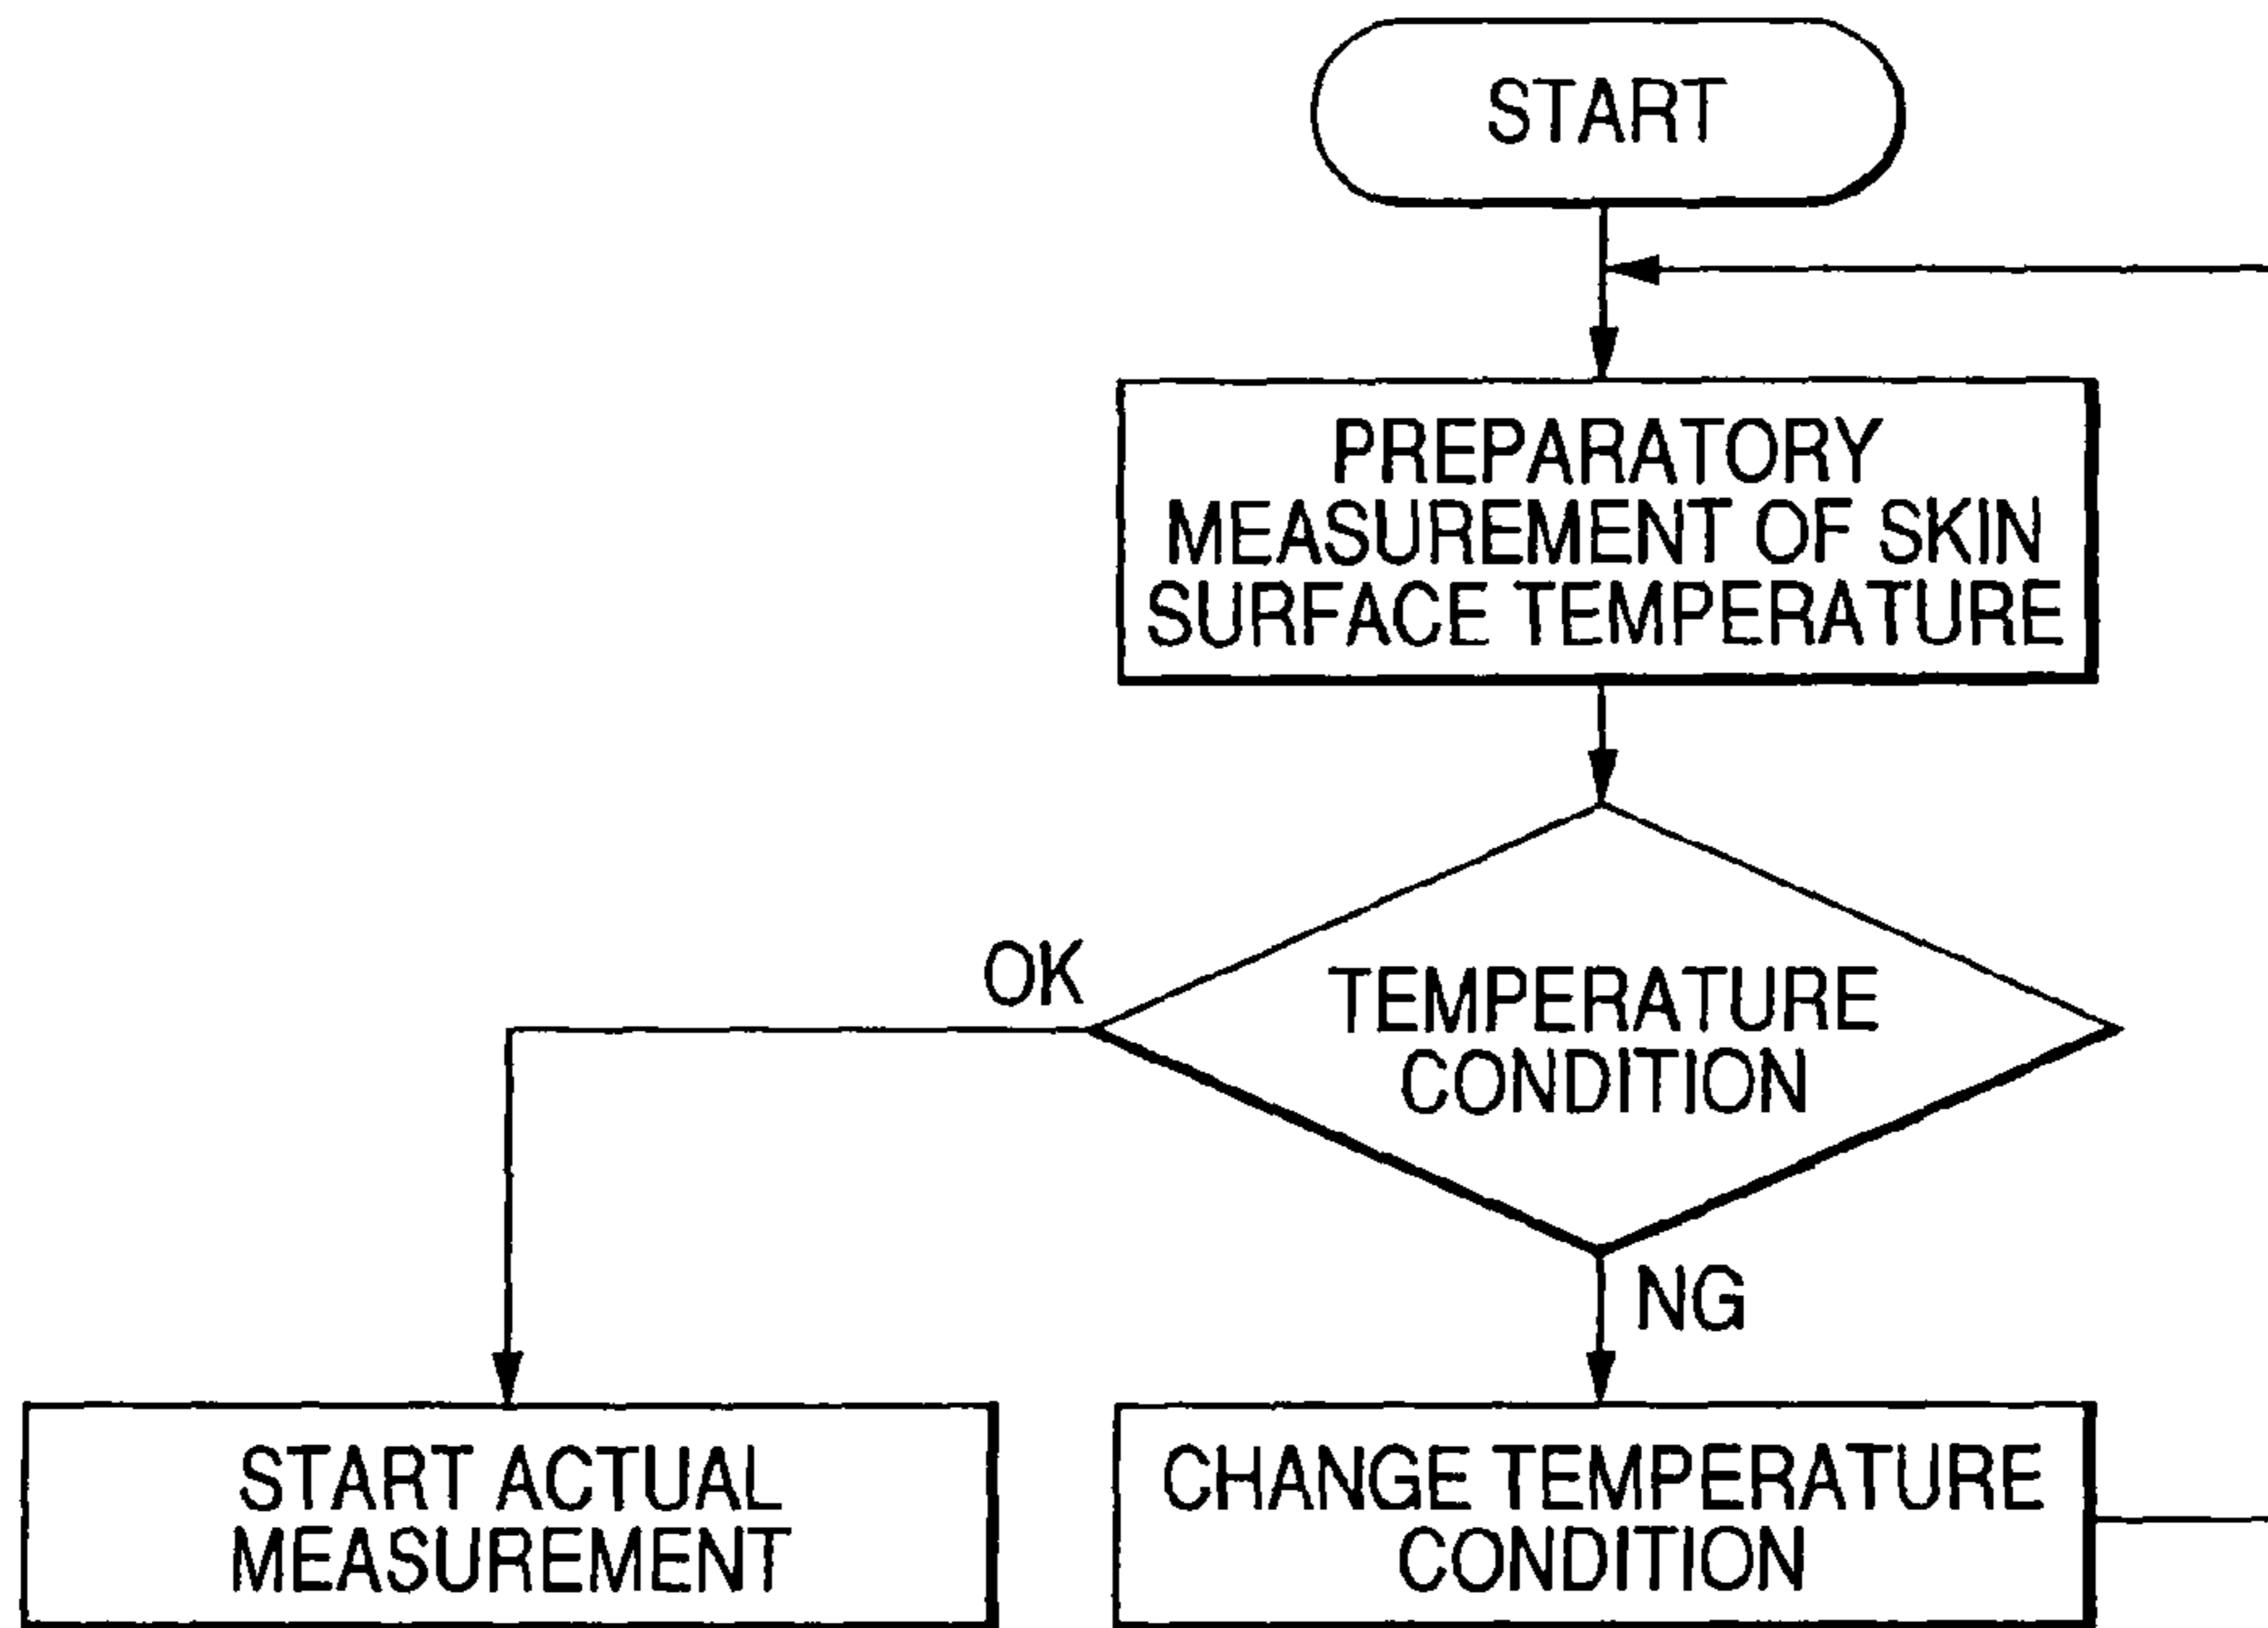 START
PREPARATORY
MEASUREMENT OF SKIN
SURFACE TEMPERATURE
OK
TEMPERATURE
CONDITION
NG
START ACTUAL
MEASUREMENT
CHANGE TEMPERATURE
CONDITION